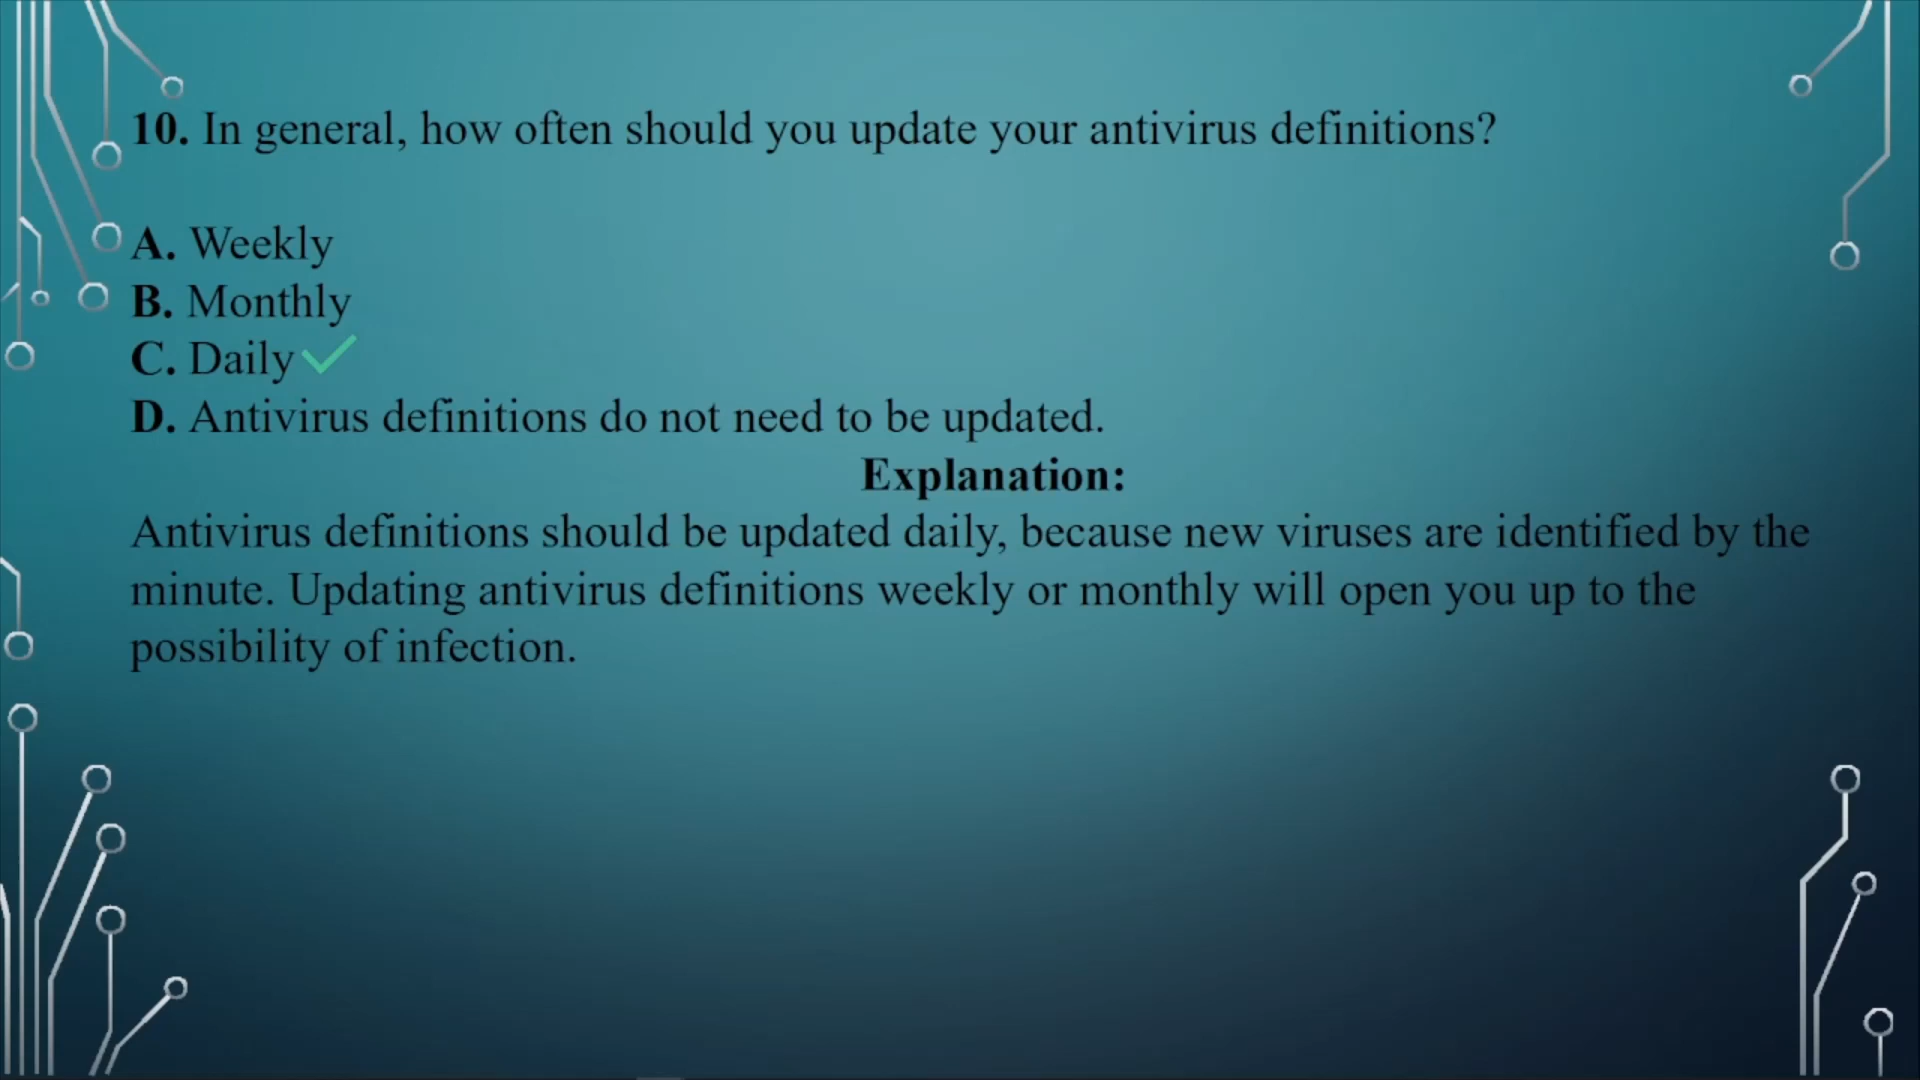 10. In general, how often should you update your antivirus definitions?
A. Weekly
B. Monthly
C. Daily
D. Antivirus definitions do not need to be updated.
Explanation:
Antivirus definitions should be updated daily, because new viruses are identified by the
minute. Updating antivirus definitions weekly or monthly will open you up to the
possibility of infection.